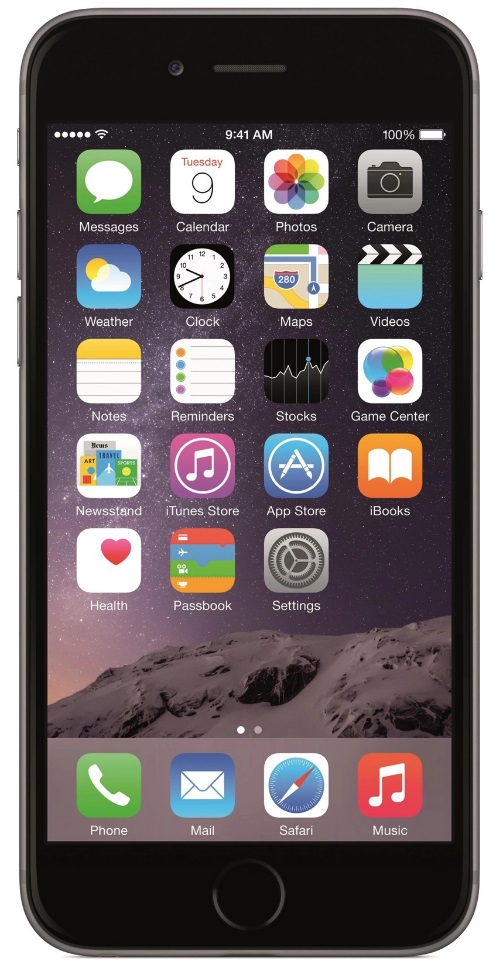 9:41 AM 100%
Tuesday
9
280
Messages Calendar Photos Camera
Weather Clock Maps Videos
Notes Reminders Stocks Game Center
News
ART TRAVEL SPORTS
Newsstand iTunes Store App Store iBooks
Health Passbook Settings
Phone Mail Safari Music